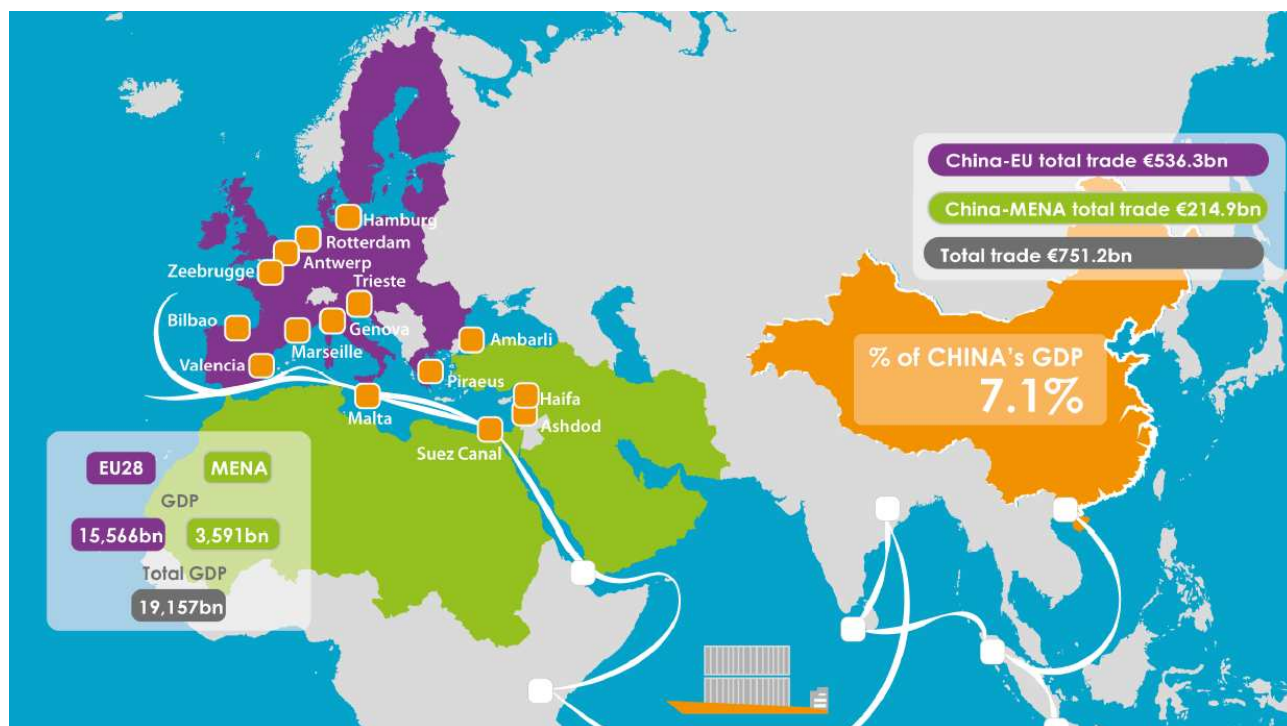 China-EU total trade €536.3bn
China-MENA total trade €214.9bn
Total trade €751.2bn
Hamburg
Rotterdam
Antwerp
Zeebrugge
Trieste
Bilbao
Genova
Marseille
Ambarli
Valencia
Piraeus
Malta
Haifa
Ashdod
Suez Canal
% of CHINA's GDP
7.1%
EU28 MENA
GDP
15,566bn 3,591bn
Total GDP
19,157bn